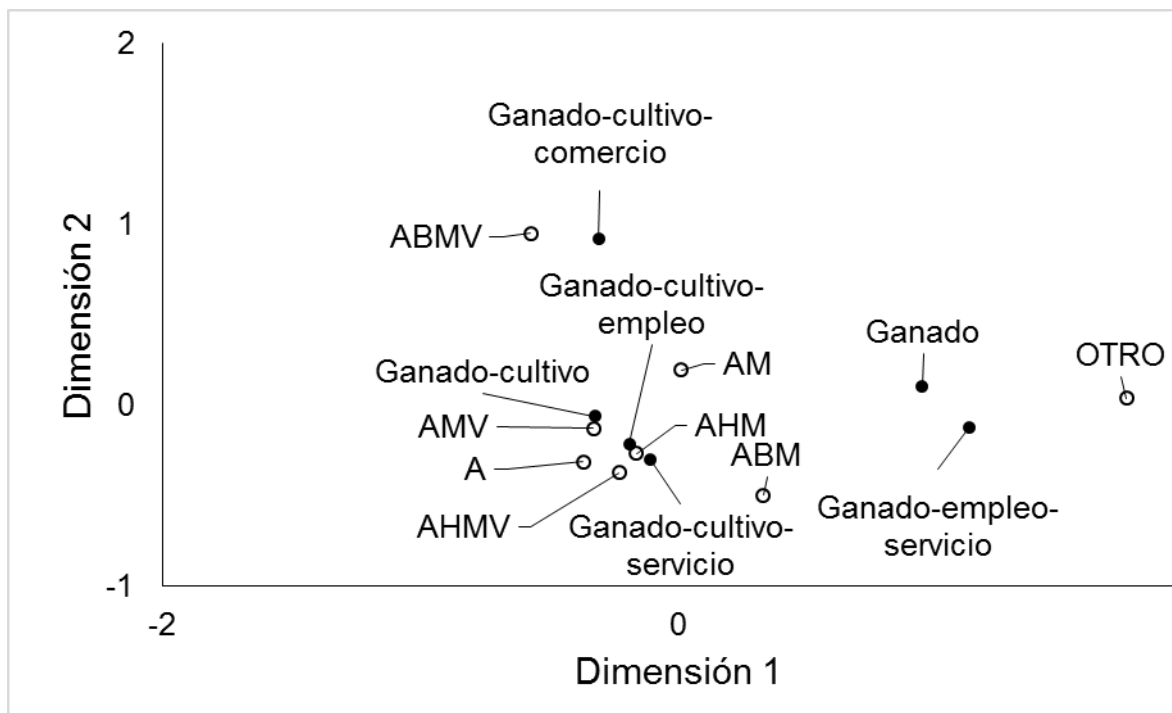 2
Ganado-cultivo-
comercio
1
ABMV
Ganado-cultivo-
empleo
Dimensión 2
Ganado
OTRO
AM
Ganado-cultivo
0
AMV
AHM
ABM
A
AHMV
Ganado-cultivo-
servicio
Ganado-empleo-
servicio
-1
-2
0
Dimensión 1